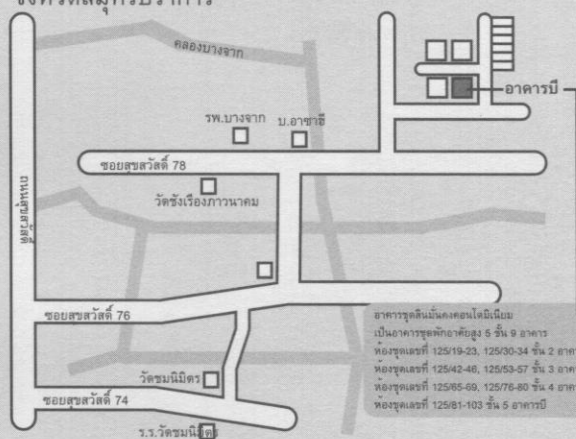 จังหวัดสมุทรปราการ
คลองบางจาก
อาคารบี
รพ.บางจาก
บ.อาซาฮี
ซอยสุขสวัสดิ์ 78
วัดชังเรืองภาวนาคม
ถนนสุขสวัสดิ์
ซอยสุขสวัสดิ์ 76
วัดชมนิมิตร
ซอยสุขสวัสดิ์ 74
ร.ร.วัดชมนิมิตร
อาคารชุดสินมั่นคงคอนโดมิเนียม
เป็นอาคารชุดพักอาศัยสูง 5 ชั้น 9 อาคาร
ห้องชุดเลขที่ 125/19-23, 125/30-34 ชั้น 2 อาคา
ห้องชุดเลขที่ 125/42-46, 125/53-57 ชั้น 3 อาคา
ห้องชุดเลขที่ 125/65-69, 125/76-80 ชั้น 4 อาคา
ห้องชุดเลขที่ 125/81-103 ชั้น 5 อาคารบี